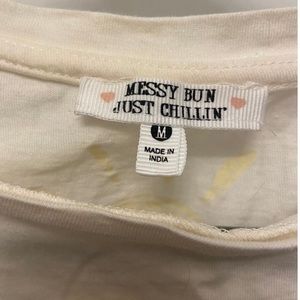 MESSY BUN
JUST CHILLIN'
M
MADE IN
INDIA